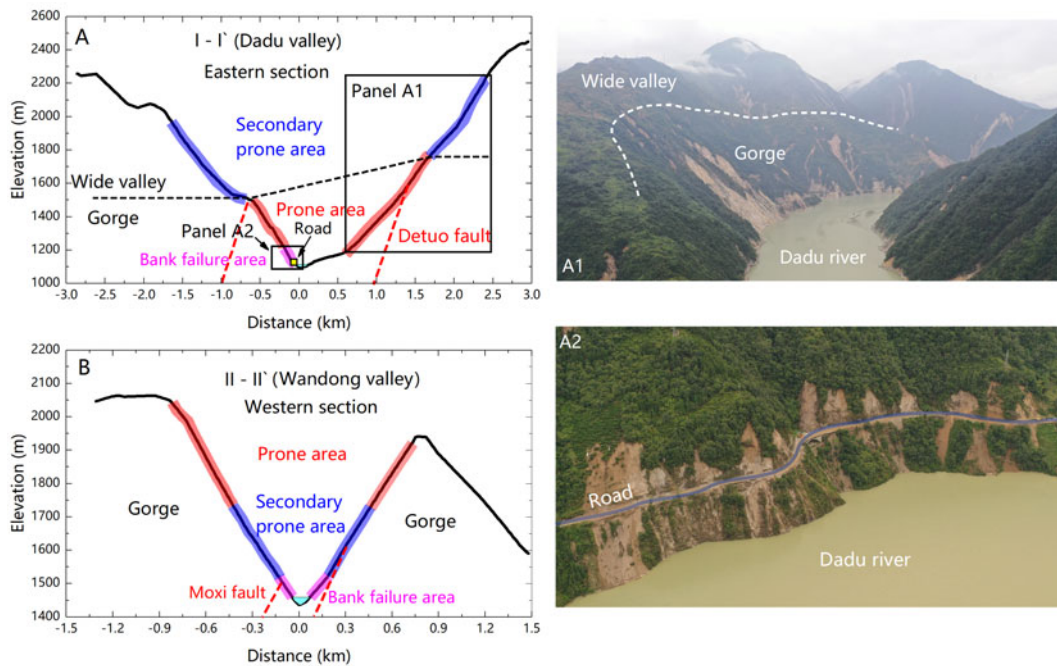 A
I - I` (Dadu valley)
Eastern section
Panel A1
Secondary
prone area
Wide valley
Gorge
Prone area
Panel A2
Road
Bank failure area
Detuo fault
Elevation (m)
2600
2400
2200
2000
1800
1600
1400
1200
1000
-3.0 -2.5 -2.0 -1.5 -1.0 -0.5 0.0 0.5 1.0 1.5 2.0 2.5 3.0
Distance (km)
Wide valley
Gorge
Dadu river
A1
B
II - II` (Wandong valley)
Western section
Prone area
Gorge
Secondary
prone area
Gorge
Moxi fault
Bank failure area
Elevation (m)
2200
2100
2000
1900
1800
1700
1600
1500
1400
-1.5 -1.2 -0.9 -0.6 -0.3 0.0 0.3 0.6 0.9 1.2 1.5
Distance (km)
A2
Road
Dadu river